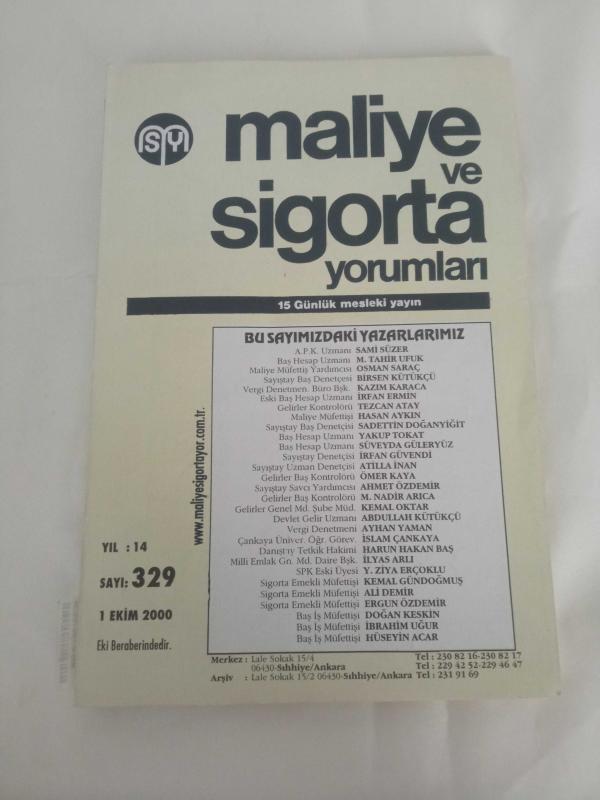 SY
maliye
ve
sigorta
yorumları
15 Günlük mesleki yayın
BU SAYIMIZDAKİ YAZARLARIMIZ
A.P.K. Uzmanı SAMİ SÜZER
Baş Hesap Uzmanı M. TAHİR UFUK
Maliye Müfettiş Yardımcısı OSMAN SARAÇ
Sayıştay Baş Denetçesi BİRSEN KÜTÜKÇÜ
Vergi Denetmen. Büro Bşk. KAZIM KARACA
Eski Baş Hesap Uzmanı İRFAN ERMİN
Gelirler Kontrolörü TEZCAN ATAY
Maliye Müfettişi HASAN AYKIN
Sayıştay Baş Denetçisi SADETTİN DOĞANYİĞİT
Baş Hesap Uzmanı YAKUP TOKAT
Baş Hesap Uzmanı SÜVEYDA GÜLERYÜZ
Sayıştay Denetçisi İRFAN GÜVENDİ
Sayıştay Uzman Denetçisi ATILLA İNAN
Gelirler Baş Kontrolörü ÖMER KAYA
Sayıştay Savcı Yardımcısı AHMET ÖZDEMİR
Gelirler Baş Kontrolörü M. NADİR ARICA
Gelirler Genel Md. Şube Müd. KEMAL OKTAR
Devlet Gelir Uzmanı ABDULLAH KÜTÜKÇÜ
Vergi Denetmeni AYHAN YAMAN
Çankaya Üniver. Öğr. Görev. İSLAM ÇANKAYA
Danıştay Tetkik Hakimi HARUN HAKAN BAŞ
Milli Emlak Gn. Md. Daire Bşk. İLYAS ARLI
SPK Eski Üyesi Y. ZİYA ERÇOKLU
Sigorta Emekli Müfettişi KEMAL GÜNDOĞMUŞ
Sigorta Emekli Müfettişi ALİ DEMİR
Sigorta Emekli Müfettişi ERGUN ÖZDEMİR
Baş İş Müfettişi DOĞAN KESKİN
Baş İş Müfettişi İBRAHİM UĞUR
Baş İş Müfettişi HÜSEYİN ACAR
www.maliyesigortayor.com.tr.
YIL : 14
SAYI: 329
1 EKİM 2000
Eki Beraberindedir.
Merkez : Lale Sokak 15/4 Tel : 230 82 16-230 82 17
06430-Sıhhiye/Ankara Tel : 229 42 52-229 46 47
Arşiv : Lale Sokak 15/2 06430-Sıhhiye/Ankara Tel : 231 91 69